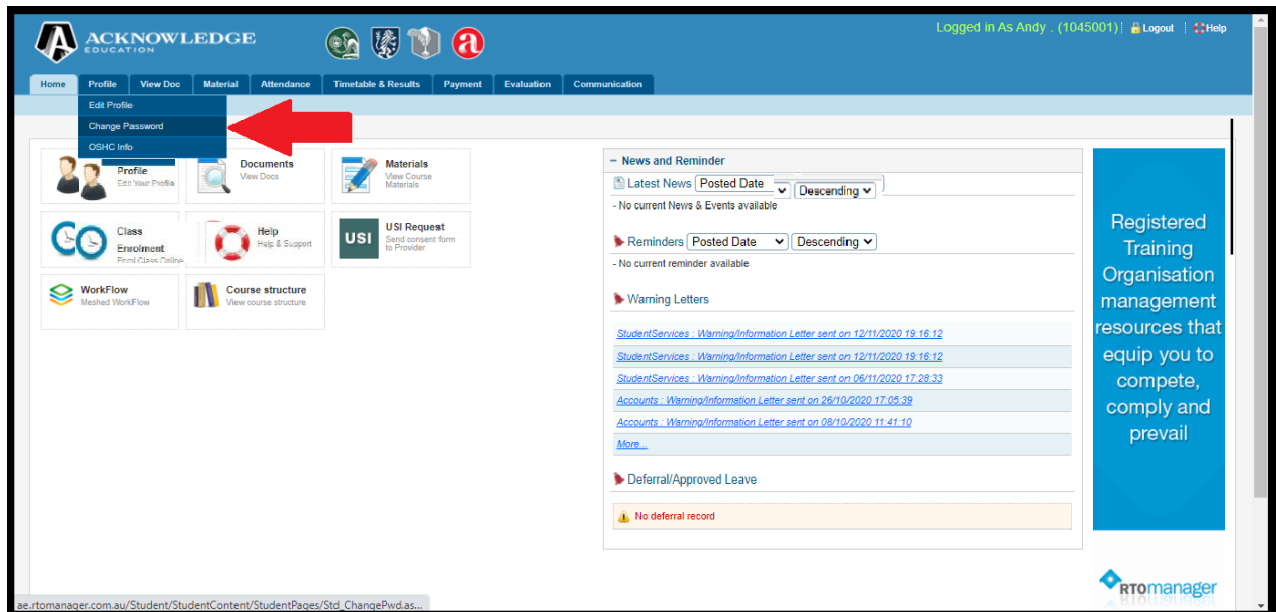 ACKNOWLEDGE
EDUCATION
Logged in As Andy . (1045001)
Logout
Help
Home Profile View Doc Material Attendance Timetable & Results Payment Evaluation Communication
Edit Profile
Change Password
OSHC Info
Profile
Edit Your Profile
Documents
View Docs
Materials
View Course
Materials
Class
Enrolment
Enrol Class Online
Help
Help & Support
USI
USI Request
Send consent form
to Provider
WorkFlow
Meshed WorkFlow
Course structure
View course structure
− News and Reminder
Latest News Posted Date Descending
- No current News & Events available
Reminders Posted Date Descending
- No current reminder available
Warning Letters
StudentServices : Warning/Information Letter sent on 12/11/2020 19:16:12
StudentServices : Warning/Information Letter sent on 12/11/2020 19:16:12
StudentServices : Warning/Information Letter sent on 06/11/2020 17:28:33
Accounts : Warning/Information Letter sent on 26/10/2020 17:05:39
Accounts : Warning/Information Letter sent on 08/10/2020 11:41:10
More...
Deferral/Approved Leave
No deferral record
Registered
Training
Organisation
management
resources that
equip you to
compete,
comply and
prevail
RTOmanager
ae.rtomanager.com.au/Student/StudentContent/StudentPages/Std_ChangePwd.as...